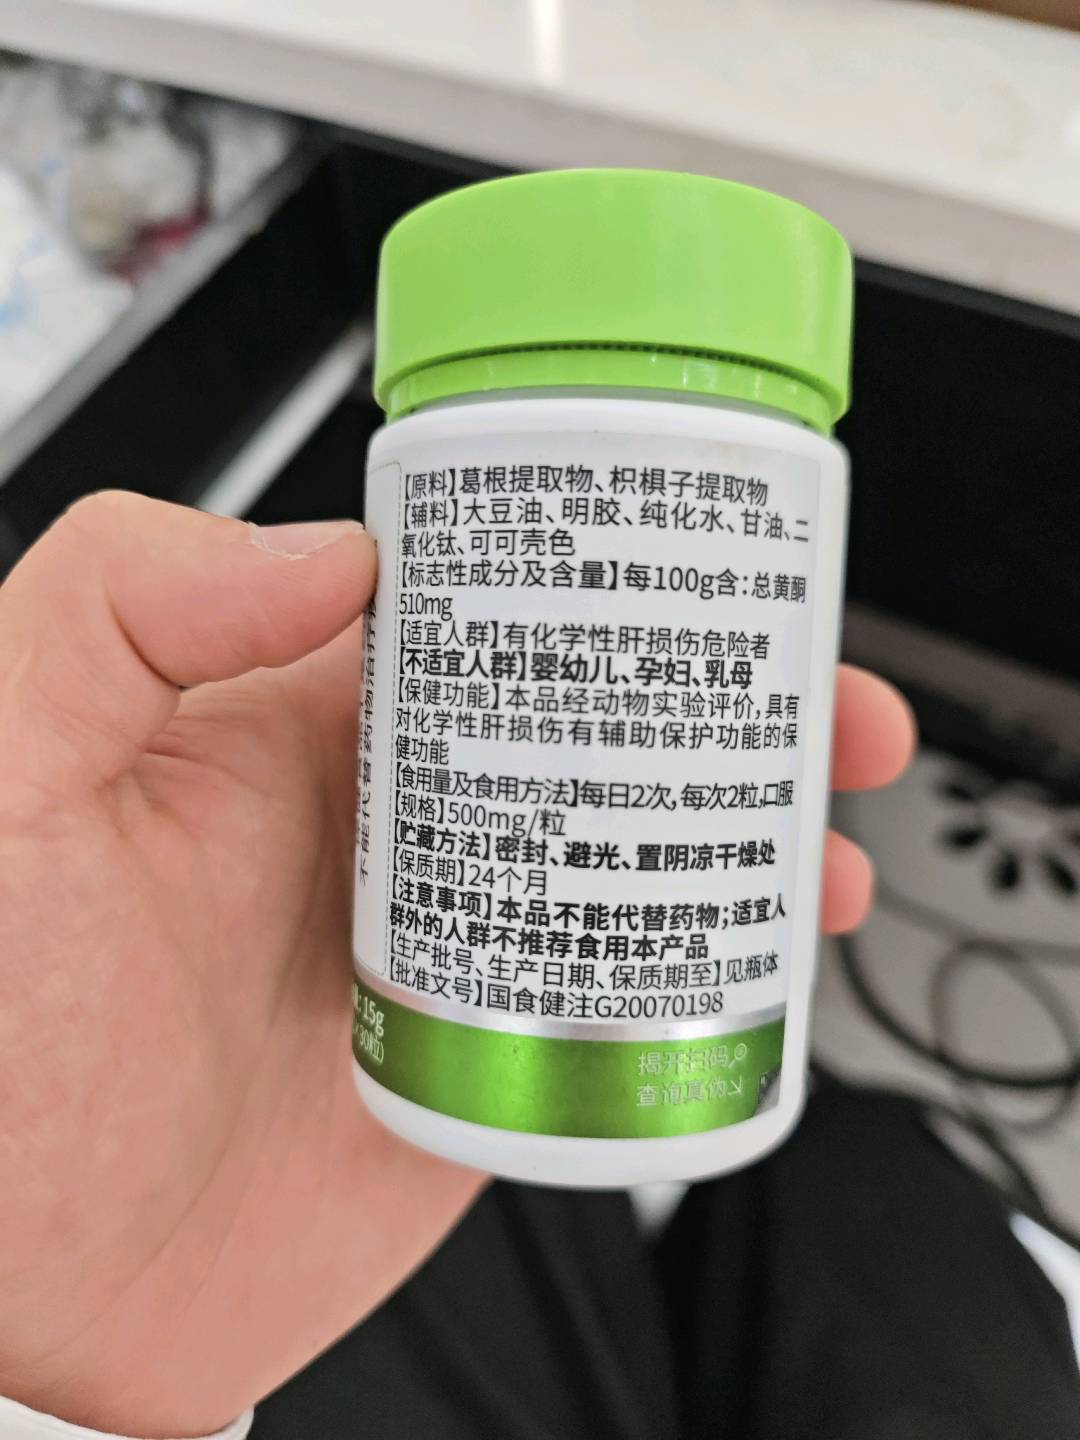 【原料】葛根提取物、枳椇子提取物
【辅料】大豆油、明胶、纯化水、甘油、二
氧化钛、可可壳色
【标志性成分及含量】每100g含：总黄酮
510mg
【适宜人群】有化学性肝损伤危险者
【不适宜人群】婴幼儿、孕妇、乳母
【保健功能】本品经动物实验评价，具有
对化学性肝损伤有辅助保护功能的保
健功能
【食用量及食用方法】每日2次，每次2粒，口服
【规格】500mg/粒
【贮藏方法】密封、避光、置阴凉干燥处
【保质期】24个月
【注意事项】本品不能代替药物；适宜人
群外的人群不推荐食用本产品
【生产批号、生产日期、保质期至】见瓶体
【批准文号】国食健注G20070198
揭开扫码
查询真伪
不能代替药物治疗
: 15g
30粒)